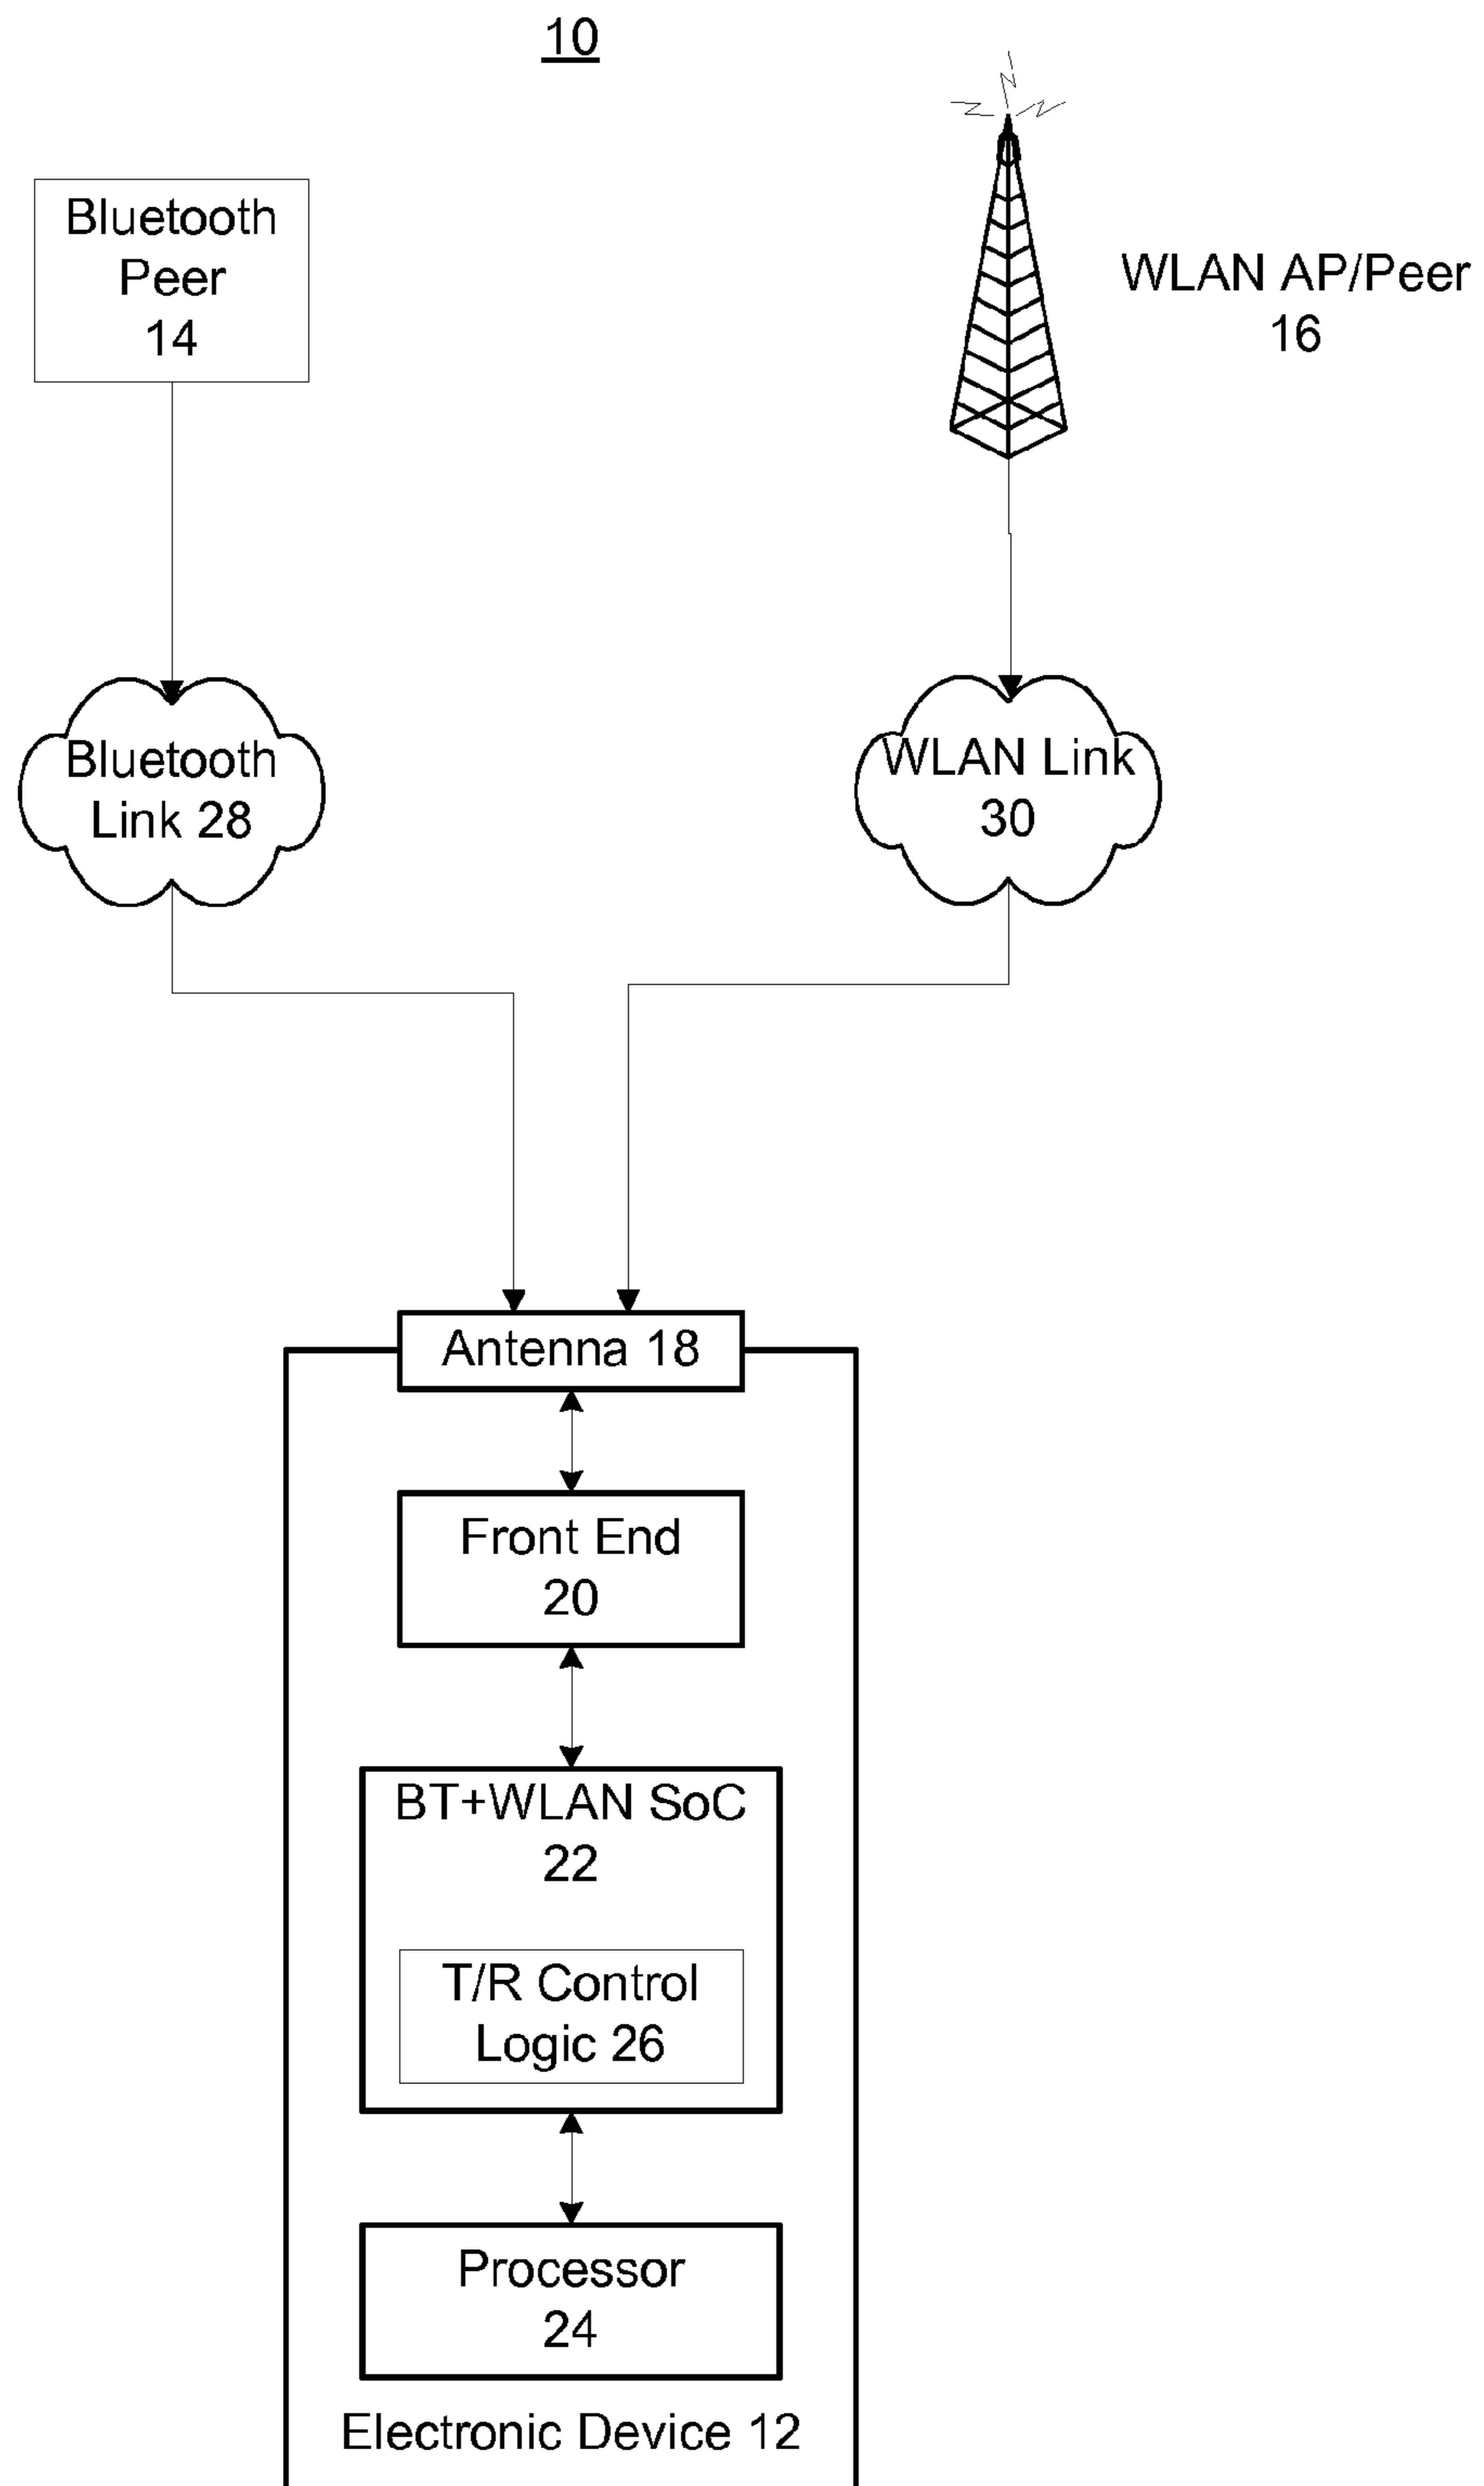 10
Bluetooth
Peer
14
WLAN AP/Peer
16
Bluetooth
Link 28
WLAN Link
30
Antenna 18
Front End
20
BT+WLAN SoC
22
T/R Control
Logic 26
Processor
24
Electronic Device 12